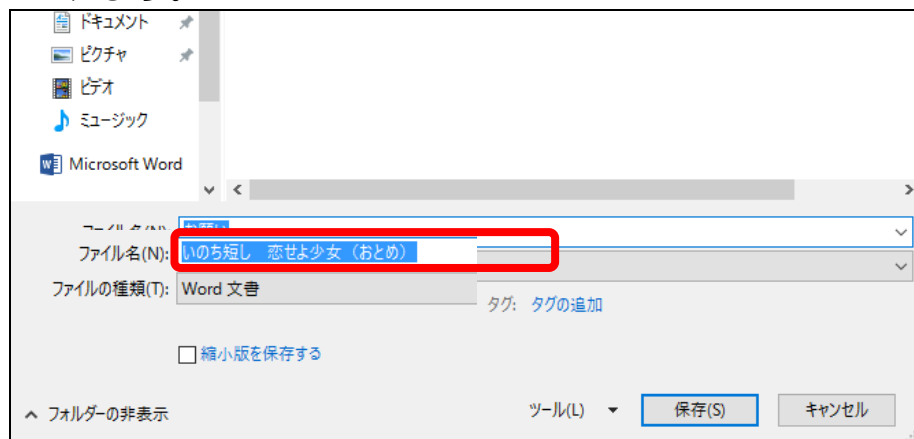 ドキュメント
ピクチャ
ビデオ
ミュージック
Microsoft Word
ファイル名(N):
いのち短し　恋せよ少女（おとめ）
ファイルの種類(T): Word 文書
タグ: タグの追加
縮小版を保存する
フォルダーの非表示
ツール(L)
保存(S)
キャンセル